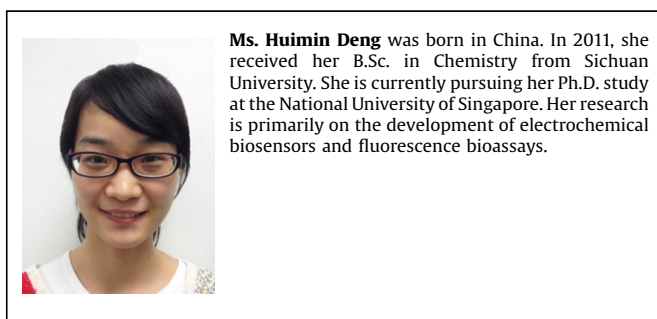 Ms. Huimin Deng was born in China. In 2011, she
received her B.Sc. in Chemistry from Sichuan
University. She is currently pursuing her Ph.D. study
at the National University of Singapore. Her research
is primarily on the development of electrochemical
biosensors and fluorescence bioassays.